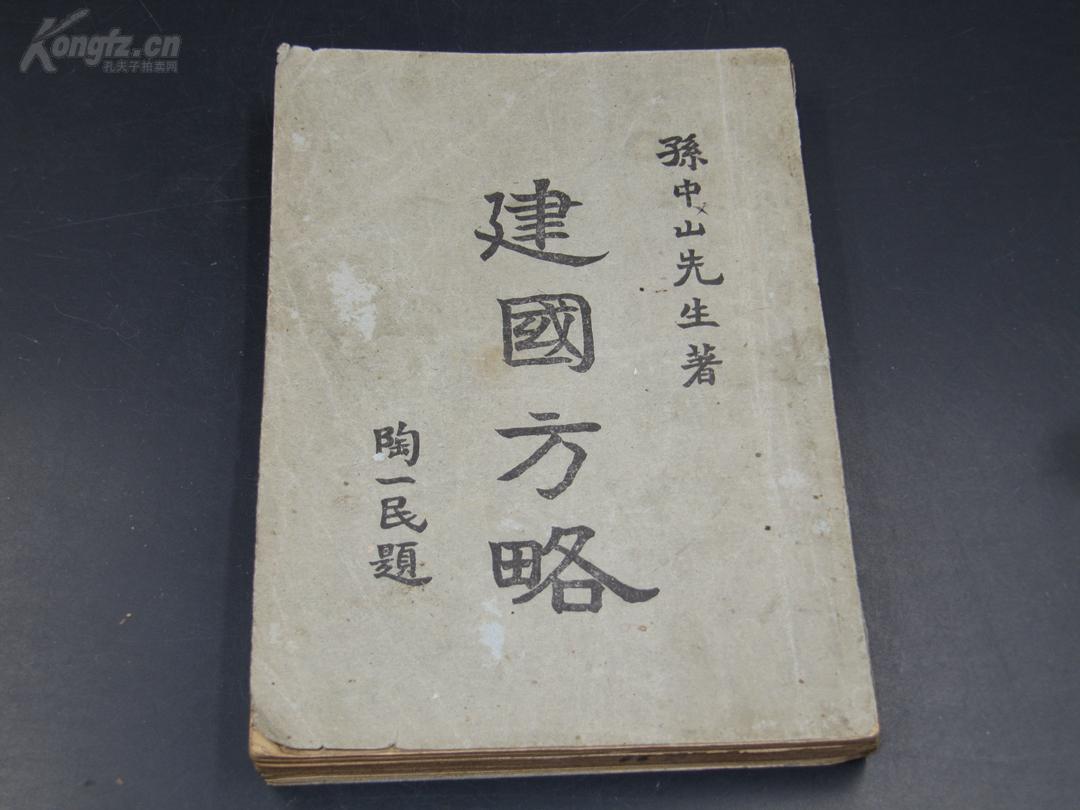 Kongfz.cn
孔夫子拍卖网
孫中山先生著
建國方略
陶一民題